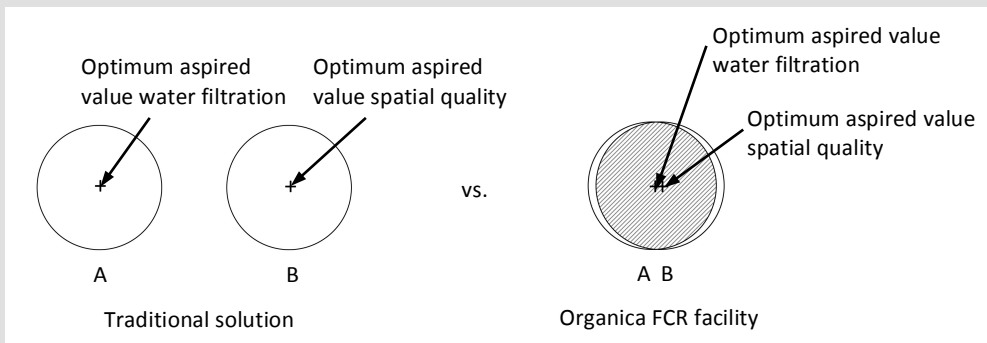 Optimum aspired
value water filtration
Optimum aspired
value spatial quality
A
B
Traditional solution
vs.
Optimum aspired value
water filtration
Optimum aspired value
spatial quality
A B
Organica FCR facility